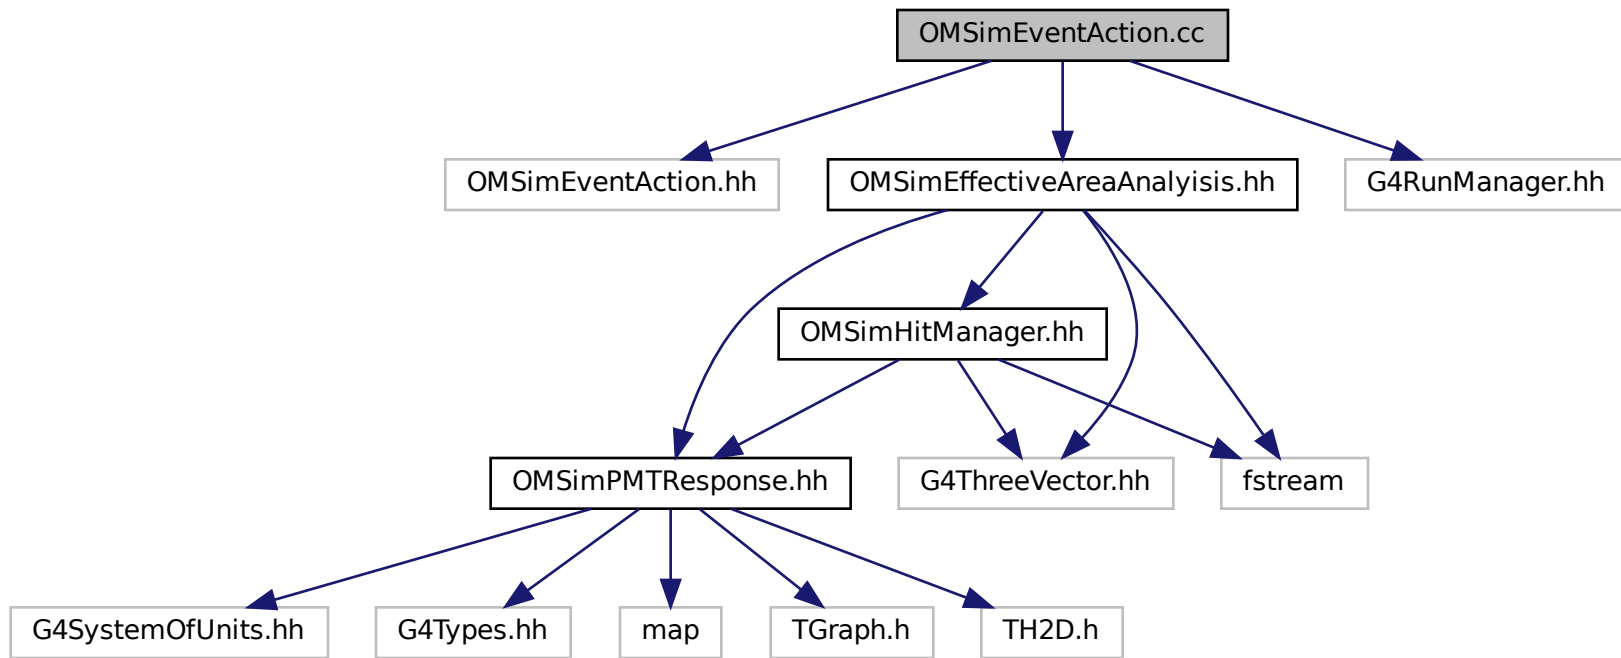 OMSimEventAction.cc
OMSimEventAction.hh
OMSimEffectiveAreaAnalyisis.hh
G4RunManager.hh
OMSimHitManager.hh
OMSimPMTResponse.hh
G4ThreeVector.hh
fstream
G4SystemOfUnits.hh
G4Types.hh
map
TGraph.h
TH2D.h